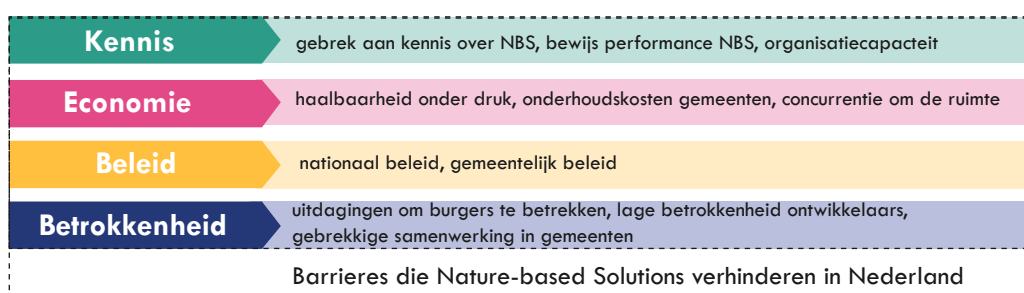 Kennis
gebrek aan kennis over NBS, bewijs performance NBS, organisatiecapacteit
Economie
haalbaarheid onder druk, onderhoudskosten gemeenten, concurrentie om de ruimte
Beleid
nationaal beleid, gemeentelijk beleid
Betrokkenheid
uitdagingen om burgers te betrekken, lage betrokkenheid ontwikkelaars,
gebrekkige samenwerking in gemeenten
Barrieres die Nature-based Solutions verhinderen in Nederland